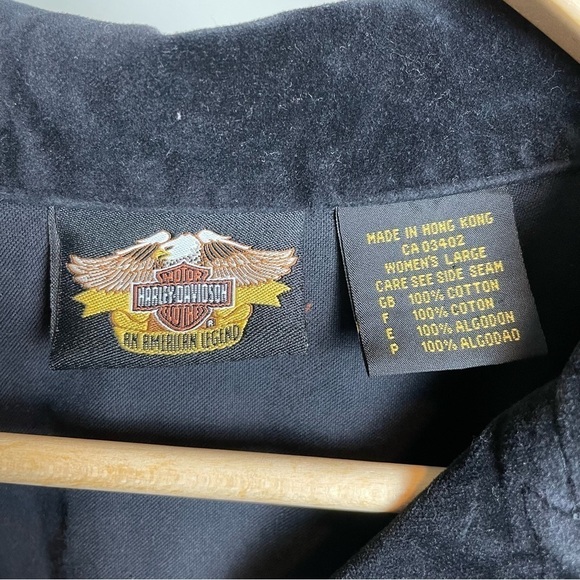 MOTOR
HARLEY-DAVIDSON
CLOTHES
®
AN AMERICAN LEGEND
MADE IN HONG KONG
CA 03402
WOMEN'S LARGE
CARE SEE SIDE SEAM
GB 100% COTTON
F 100% COTON
E 100% ALGODON
P 100% ALGODAO